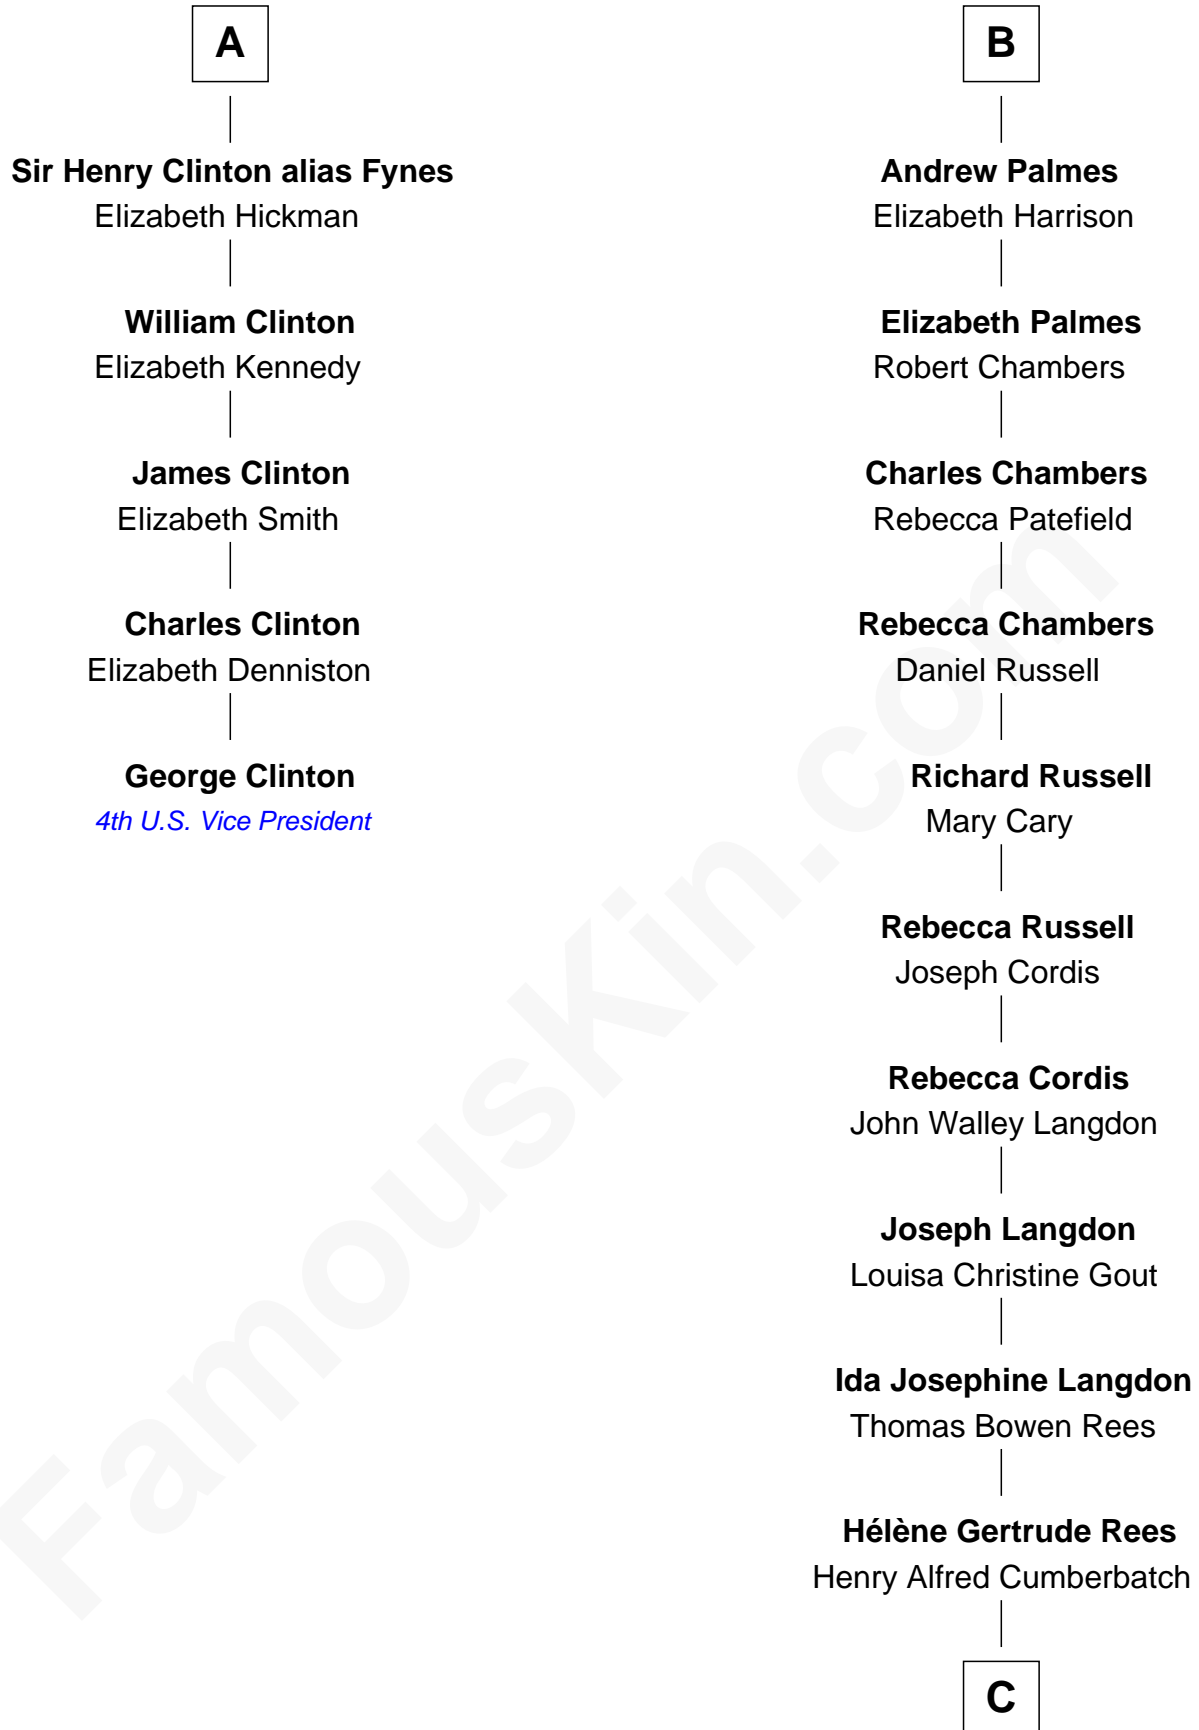 A
Sir Henry Clinton alias Fynes
Elizabeth Hickman
William Clinton
Elizabeth Kennedy
James Clinton
Elizabeth Smith
Charles Clinton
Elizabeth Denniston
George Clinton
4th U.S. Vice President
B
Andrew Palmes
Elizabeth Harrison
Elizabeth Palmes
Robert Chambers
Charles Chambers
Rebecca Patefield
Rebecca Chambers
Daniel Russell
Richard Russell
Mary Cary
Rebecca Russell
Joseph Cordis
Rebecca Cordis
John Walley Langdon
Joseph Langdon
Louisa Christine Gout
Ida Josephine Langdon
Thomas Bowen Rees
Hélène Gertrude Rees
Henry Alfred Cumberbatch
C
FamousKin.com